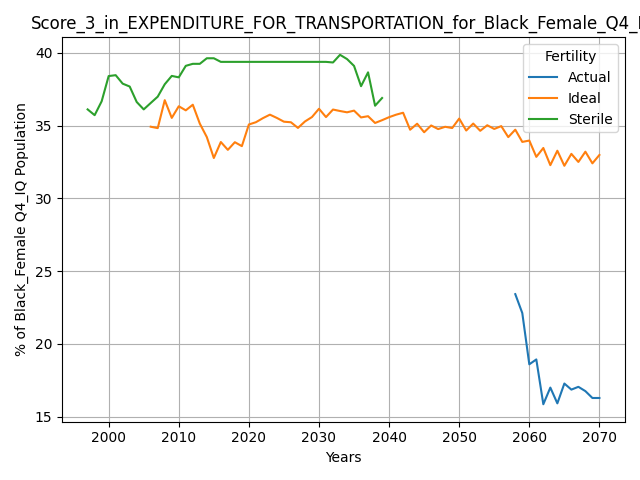 Score_3_in_EXPENDITURE_FOR_TRANSPORTATION_for_Black_Female_Q4_I
Fertility
Actual
Ideal
Sterile
% of Black_Female Q4_IQ Population
40
35
30
25
20
15
2000 2010 2020 2030 2040 2050 2060 2070
Years